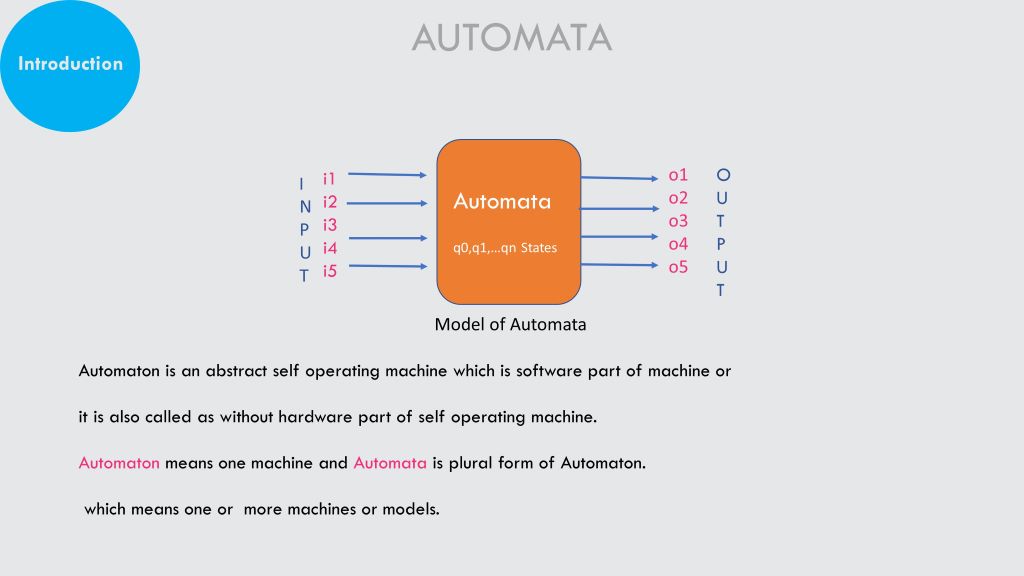 AUTOMATA
Introduction
INPUT
i1
i2
i3
i4
i5
Automata
q0,q1,...qn States
o1
o2
o3
o4
o5
OUTPUT
Model of Automata
Automaton is an abstract self operating machine which is software part of machine or
it is also called as without hardware part of self operating machine.
Automaton means one machine and Automata is plural form of Automaton.
which means one or more machines or models.